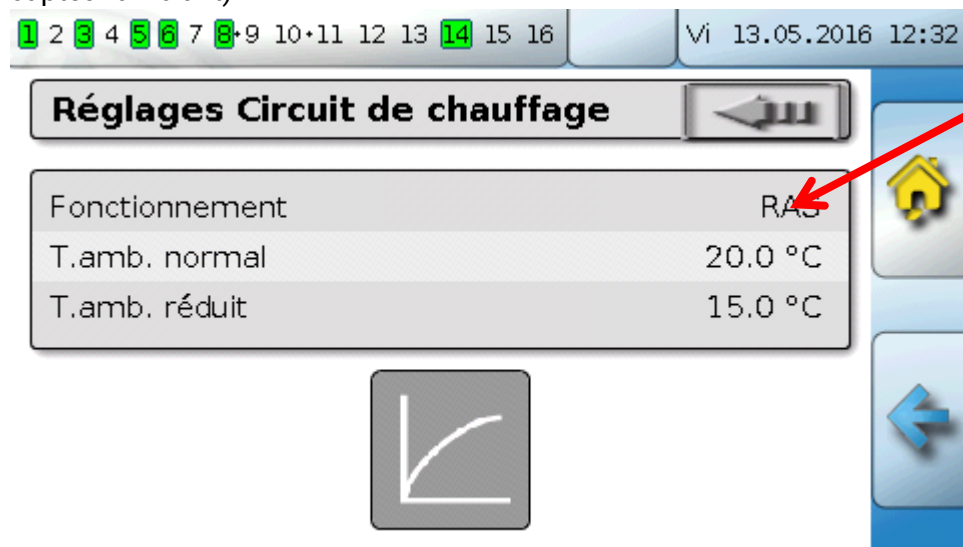 1 2 3 4 5 6 7 8·9 10·11 12 13 14 15 16 Vi 13.05.2016 12:32
Réglages Circuit de chauffage
Fonctionnement RAS
T.amb. normal 20.0 °C
T.amb. réduit 15.0 °C